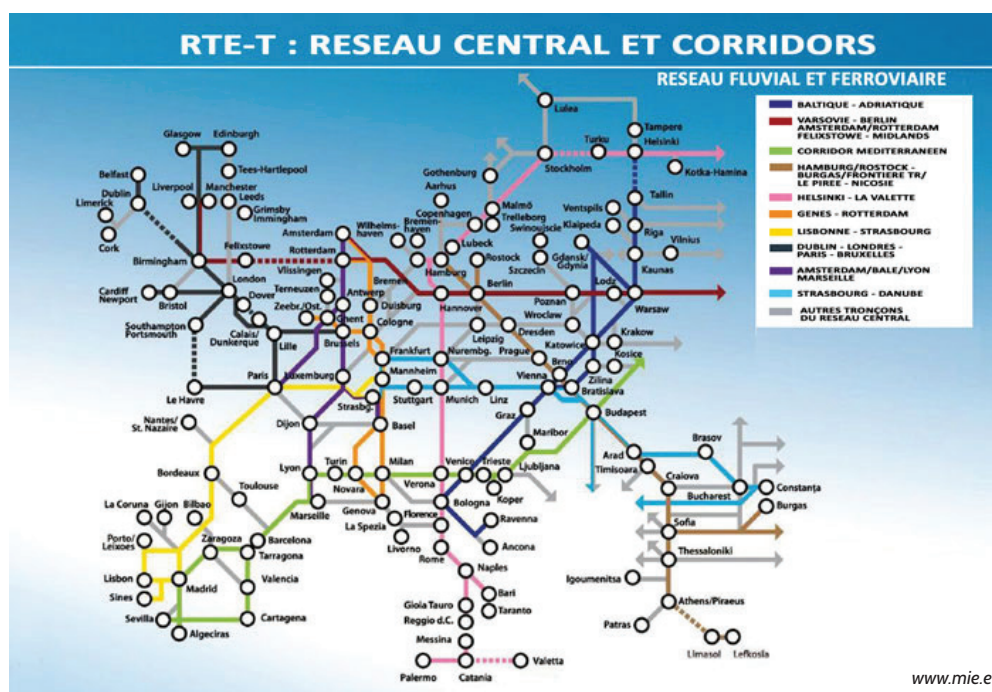 RTE-T : RESEAU CENTRAL ET CORRIDORS
RESEAU FLUVIAL ET FERROVIAIRE
BALTIQUE - ADRIATIQUE
VARSOVIE - BERLIN
AMSTERDAM/ROTTERDAM
FELIXSTOWE - MIDLANDS
CORRIDOR MEDITERRANEEN
HAMBURG/ROSTOCK -
BURGAS/FRONTIERE TR/
LE PIREE - NICOSIE
HELSINKI - LA VALETTE
GENES - ROTTERDAM
LISBONNE - STRASBOURG
DUBLIN - LONDRES -
PARIS - BRUXELLES
AMSTERDAM/BALE/LYON
MARSEILLE
STRASBOURG - DANUBE
AUTRES TRONÇONS
DU RESEAU CENTRAL
Lulea
Tampere
Helsinki
Turku
Kotka-Hamina
Stockholm
Glasgow
Edinburgh
Tees-Hartlepool
Belfast
Dublin
Liverpool
Manchester
Leeds
Limerick
Cork
Grimsby
Immingham
Birmingham
Felixstowe
London
Cardiff
Newport
Bristol
Dover
Southampton
Portsmouth
Calais/
Dunkerque
Lille
Le Havre
Paris
Gothenburg
Aarhus
Copenhagen
Malmö
Trelleborg
Swinoujscie
Ventspils
Klaipeda
Tallin
Riga
Vilnius
Kaunas
Wilhelms-
haven
Bremen-
haven
Amsterdam
Rotterdam
Vlissingen
Terneuzen
Zeebr./Ost.
Ghent
Antwerp
Brussels
Bremen
Duisburg
Cologne
Lubeck
Rostock
Hamburg
Hannover
Berlin
Szczecin
Gdansk/
Gdynia
Poznan
Lodz
Warsaw
Wroclaw
Katowice
Krakow
Kosice
Zilina
Leipzig
Dresden
Prague
Brno
Frankfurt
Nurembg.
Mannheim
Luxemburg
Strasbg.
Stuttgart
Munich
Linz
Vienna
Bratislava
Budapest
Graz
Maribor
Ljubljana
Koper
Trieste
Venice
Nantes/
St. Nazaire
Dijon
Basel
Bordeaux
Lyon
Turin
Novara
Milan
Verona
Bologna
Toulouse
Marseille
Genova
La Spezia
Livorno
Florence
Ravenna
Ancona
Rome
Naples
Bari
Taranto
Gioia Tauro
Reggio d.C.
Messina
Palermo
Catania
Valetta
La Coruna
Gijon
Bilbao
Porto/
Leixoes
Zaragoza
Barcelona
Tarragona
Lisbon
Sines
Madrid
Valencia
Sevilla
Cartagena
Algeciras
Arad
Timisoara
Brasov
Craiova
Bucharest
Constanța
Burgas
Sofia
Thessaloniki
Igoumenitsa
Athens/Piraeus
Patras
Limasol
Lefkosia
www.mie.e